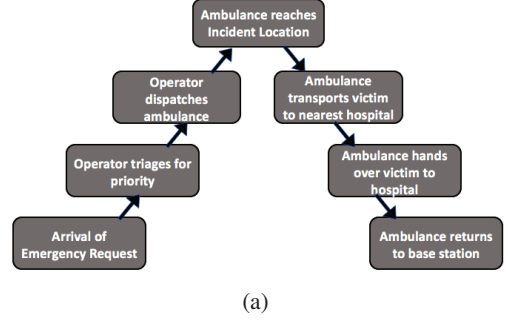 Ambulance reaches
Incident Location
Operator
dispatches
ambulance
Ambulance
transports victim
to nearest hospital
Operator triages for
priority
Ambulance hands
over victim to
hospital
Arrival of
Emergency Request
Ambulance returns
to base station
(a)